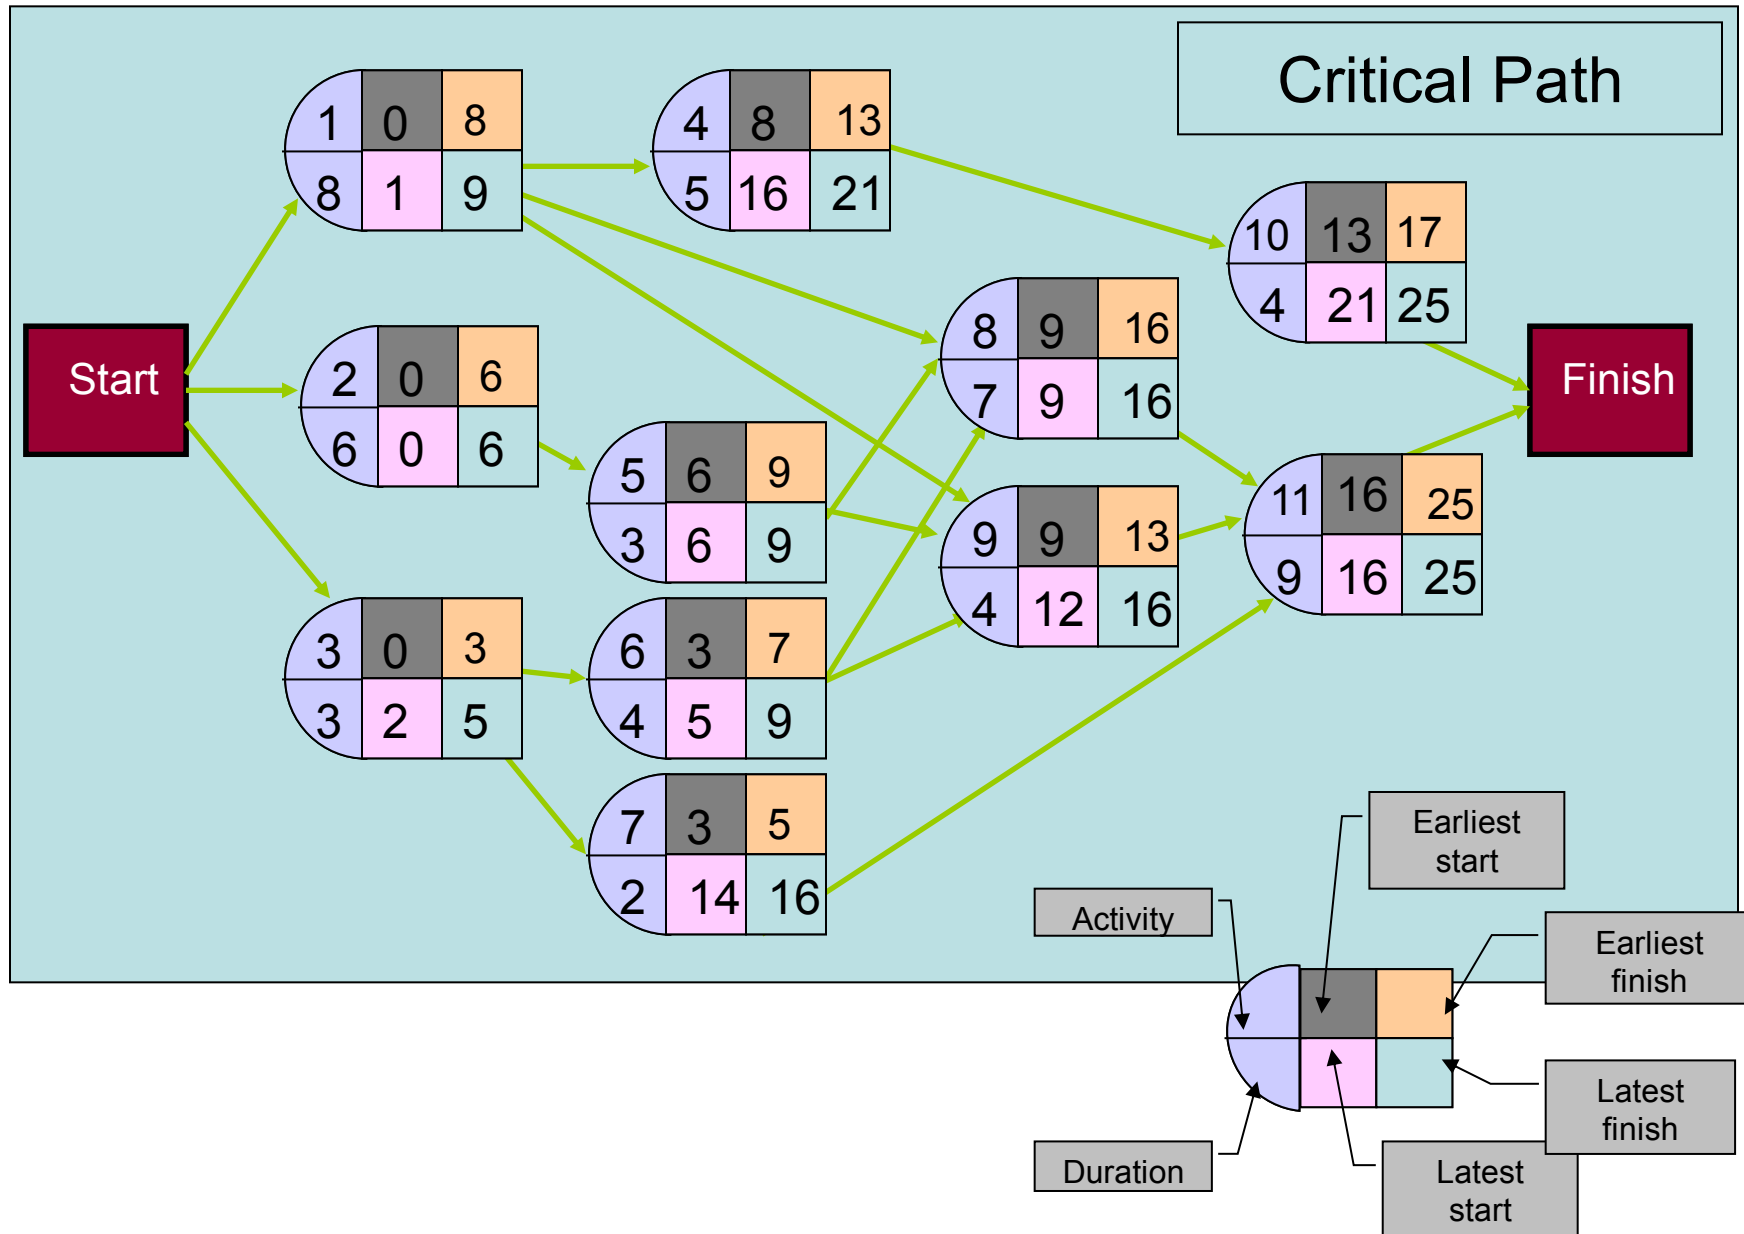 Critical Path
1 0 8
8 1 9
4 8 13
5 16 21
10 13 17
4 21 25
Start
2 0 6
6 0 6
8 9 16
7 9 16
Finish
5 6 9
3 6 9
9 9 13
4 12 16
11 16 25
9 16 25
3 0 3
3 2 5
6 3 7
4 5 9
7 3 5
2 14 16
Earliest
start
Activity
Earliest
finish
Latest
finish
Duration
Latest
start